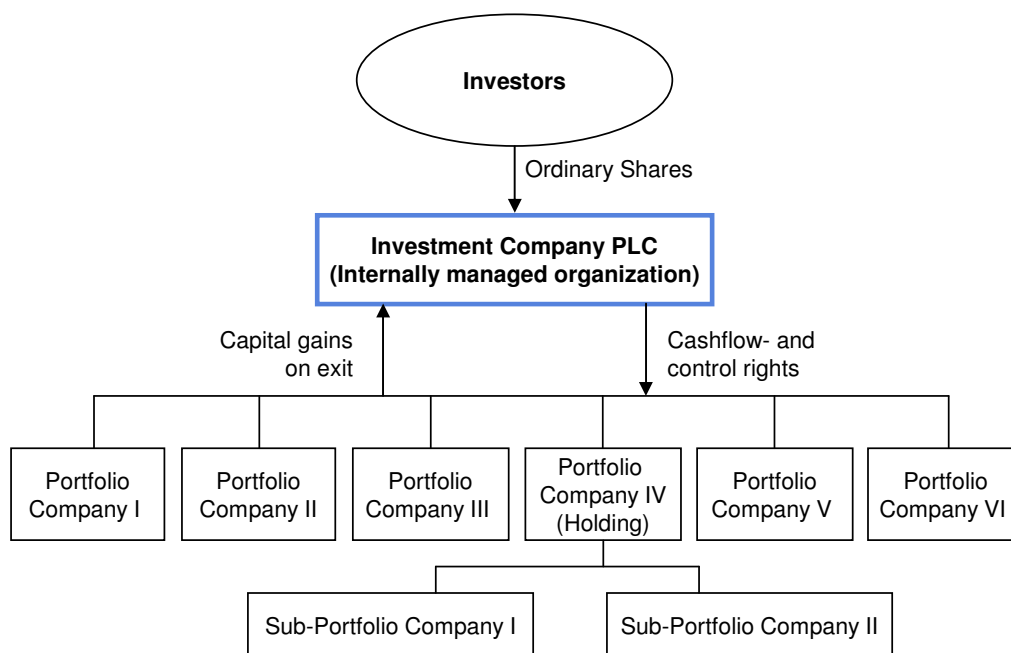 Investors
Ordinary Shares
Investment Company PLC
(Internally managed organization)
Capital gains
on exit
Cashflow- and
control rights
Portfolio
Company I
Portfolio
Company II
Portfolio
Company III
Portfolio
Company IV
(Holding)
Portfolio
Company V
Portfolio
Company VI
Sub-Portfolio Company I
Sub-Portfolio Company II